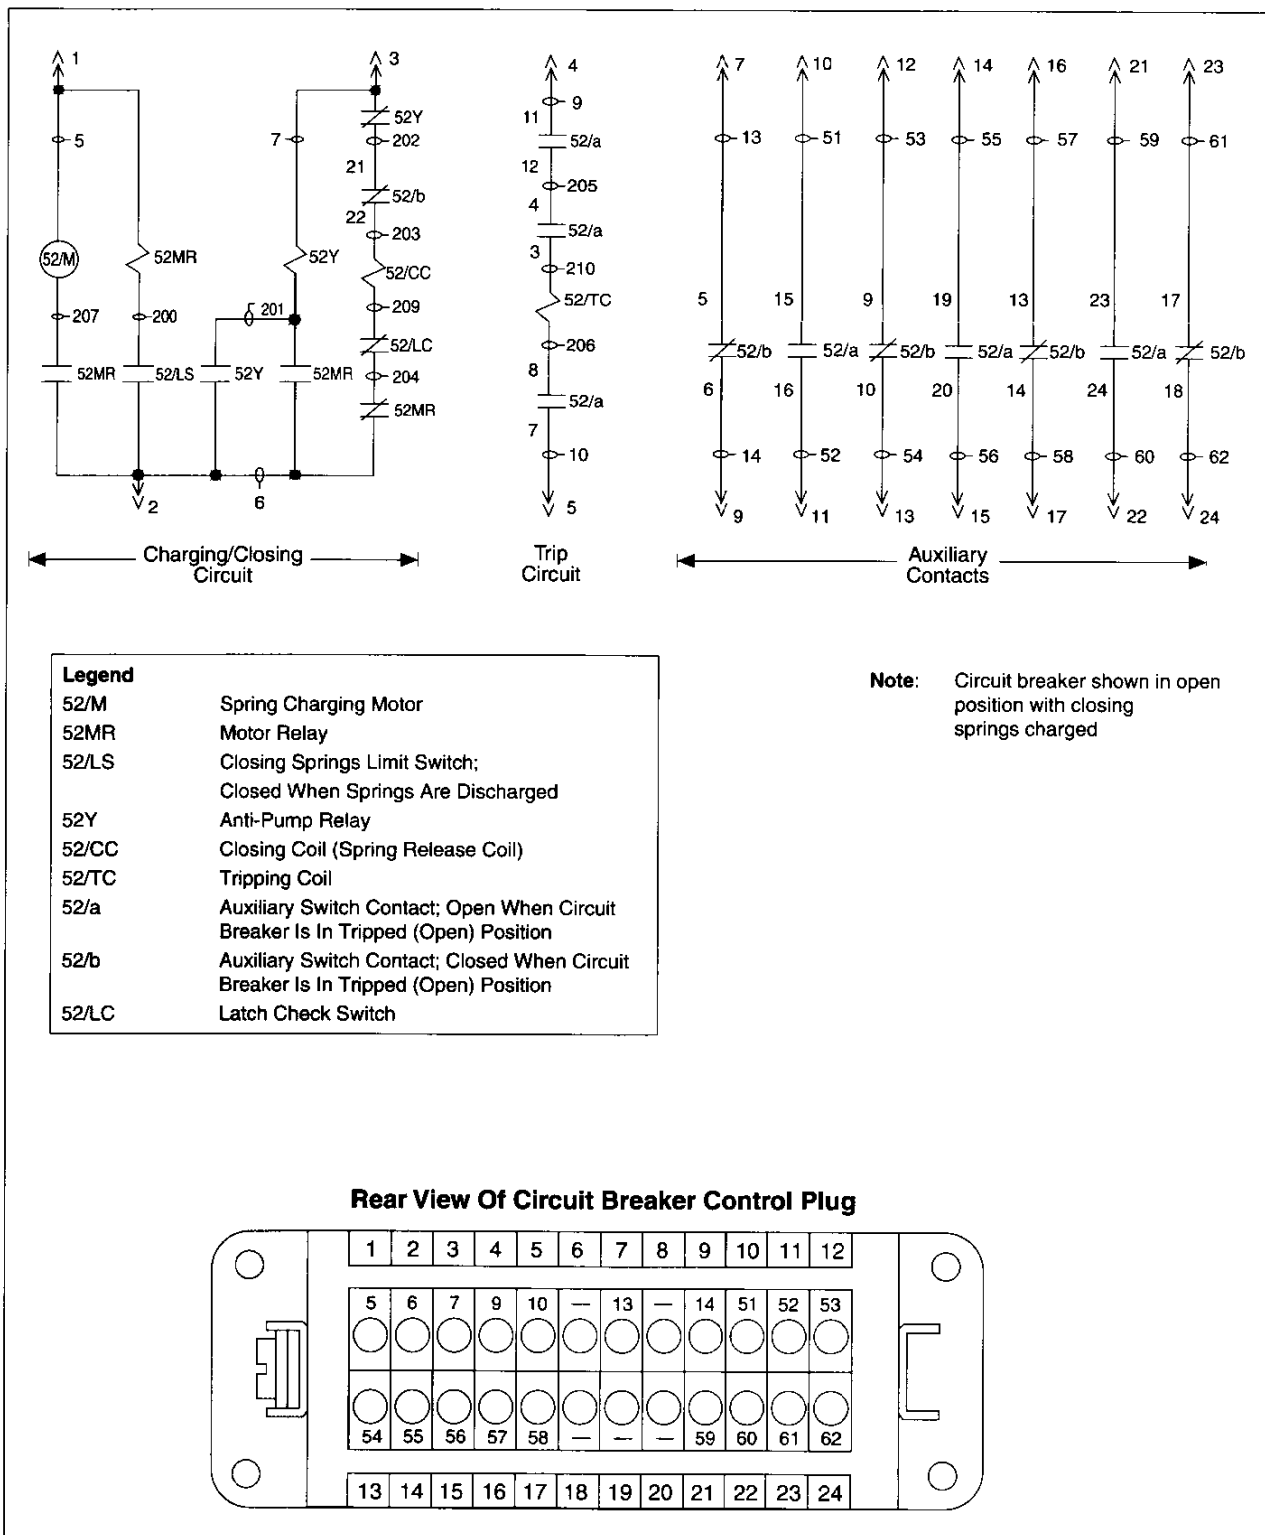 1 3 4 7 10 12 14 16 21 23
9
11
52Y
5 7 202 52/a 13 51 53 55 57 59 61
21 12
52/b 205
22 4
203 52/a
52/M 52MR 52Y 3
52/CC 210
207 200 201 209 52/TC 5 15 9 19 13 23 17
52/LC 206 52/b 52/a 52/b 52/a 52/b 52/a 52/b
52MR 52/LS 52Y 52MR 204 8
52MR 52/a 6 16 10 20 14 24 18
7
10 14 52 54 56 58 60 62
2 6 5 9 11 13 15 17 22 24
Charging/Closing
Circuit
Trip
Circuit
Auxiliary
Contacts
Legend
52/M Spring Charging Motor
52MR Motor Relay
52/LS Closing Springs Limit Switch;
Closed When Springs Are Discharged
52Y Anti-Pump Relay
52/CC Closing Coil (Spring Release Coil)
52/TC Tripping Coil
52/a Auxiliary Switch Contact; Open When Circuit
Breaker Is In Tripped (Open) Position
52/b Auxiliary Switch Contact; Closed When Circuit
Breaker Is In Tripped (Open) Position
52/LC Latch Check Switch
Note: Circuit breaker shown in open
position with closing
springs charged
Rear View Of Circuit Breaker Control Plug
1 2 3 4 5 6 7 8 9 10 11 12
5 6 7 9 10 — 13 — 14 51 52 53
54 55 56 57 58 — — — 59 60 61 62
13 14 15 16 17 18 19 20 21 22 23 24